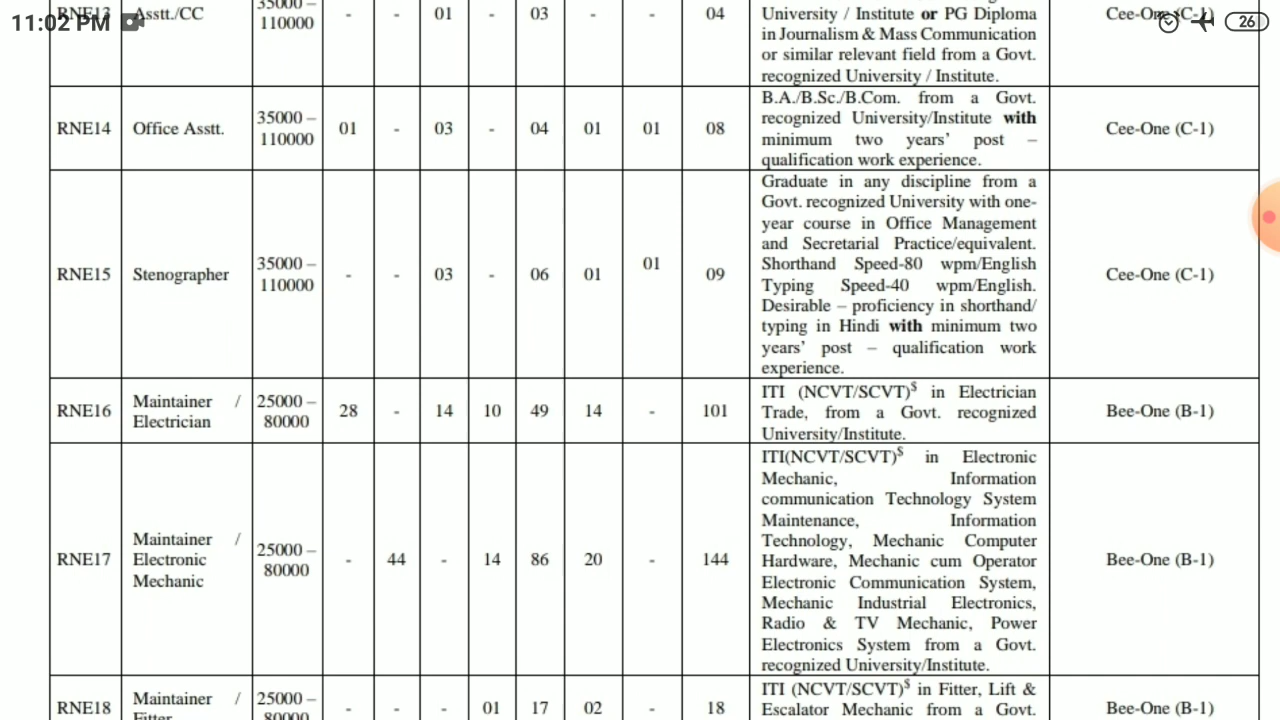 11:02 PM
26
RNE13 Asstt./CC 35000 – 110000 - - 01 - 03 - - 04 University / Institute or PG Diploma in Journalism & Mass Communication or similar relevant field from a Govt. recognized University / Institute. Cee-One (C-1)
RNE14 Office Asstt. 35000 – 110000 01 - 03 - 04 01 01 08 B.A./B.Sc./B.Com. from a Govt. recognized University/Institute with minimum two years’ post – qualification work experience. Cee-One (C-1)
RNE15 Stenographer 35000 – 110000 - - 03 - 06 01 01 09 Graduate in any discipline from a Govt. recognized University with one-year course in Office Management and Secretarial Practice/equivalent. Shorthand Speed-80 wpm/English Typing Speed-40 wpm/English. Desirable – proficiency in shorthand/ typing in Hindi with minimum two years’ post – qualification work experience. Cee-One (C-1)
RNE16 Maintainer / Electrician 25000 – 80000 28 - 14 10 49 14 - 101 ITI (NCVT/SCVT)$ in Electrician Trade, from a Govt. recognized University/Institute. Bee-One (B-1)
RNE17 Maintainer / Electronic Mechanic 25000 – 80000 - 44 - 14 86 20 - 144 ITI(NCVT/SCVT)$ in Electronic Mechanic, Information communication Technology System Maintenance, Information Technology, Mechanic Computer Hardware, Mechanic cum Operator Electronic Communication System, Mechanic Industrial Electronics, Radio & TV Mechanic, Power Electronics System from a Govt. recognized University/Institute. Bee-One (B-1)
RNE18 Maintainer / Fitter 25000 – 80000 - - - 01 17 02 - 18 ITI (NCVT/SCVT)$ in Fitter, Lift & Escalator Mechanic from a Govt. Bee-One (B-1)